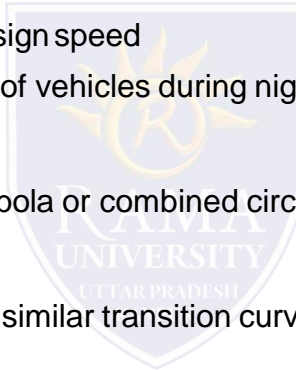 sign speed
of vehicles during nig
bola or combined circ
RAMA
UNIVERSITY
UTTAR PRADESH
similar transition curv